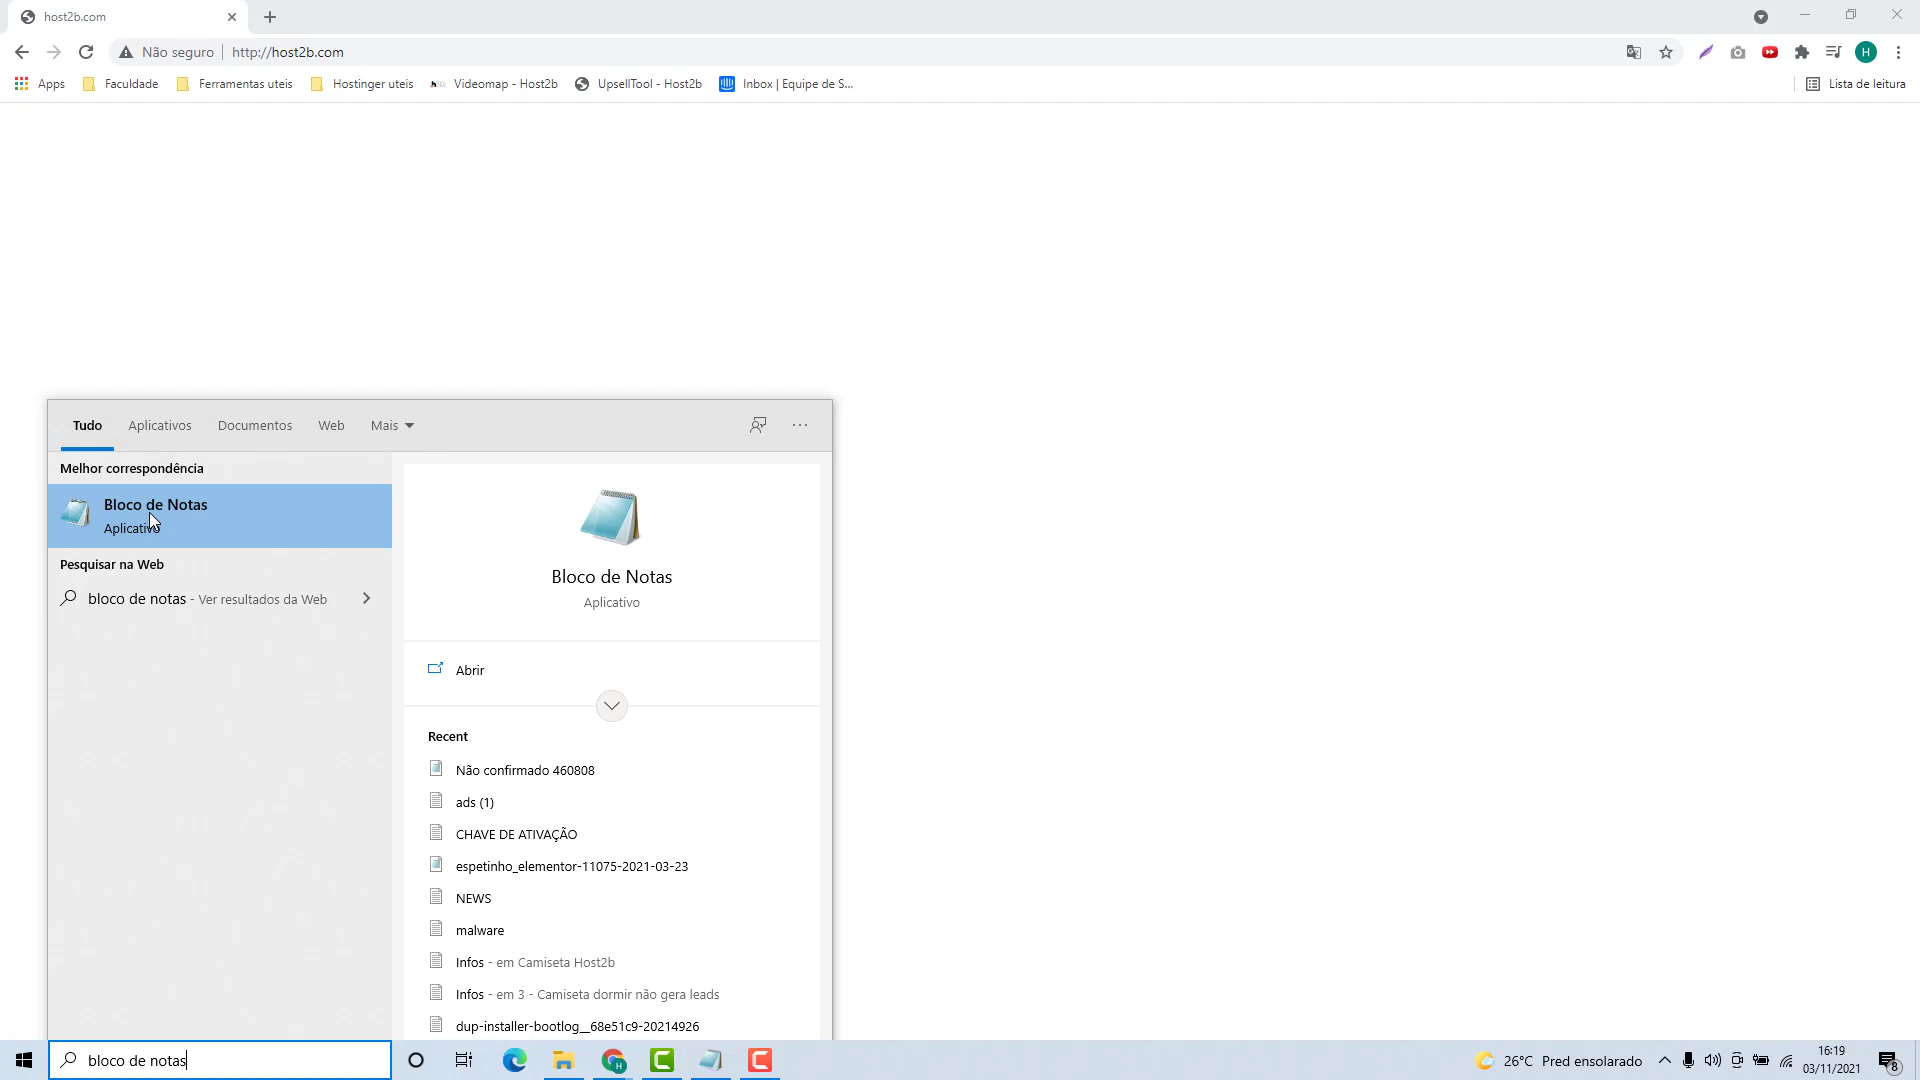 host2b.com
Não seguro http://host2b.com
H
Apps Faculdade Ferramentas uteis Hostinger uteis Videomap - Host2b UpsellTool - Host2b Inbox | Equipe de S... Lista de leitura
Tudo Aplicativos Documentos Web Mais
Melhor correspondência
Bloco de Notas
Aplicativo
Pesquisar na Web
bloco de notas - Ver resultados da Web
Bloco de Notas
Aplicativo
Abrir
Recent
Não confirmado 460808
ads (1)
CHAVE DE ATIVAÇÃO
espetinho_elementor-11075-2021-03-23
NEWS
malware
Infos - em Camiseta Host2b
Infos - em 3 - Camiseta dormir não gera leads
dup-installer-bootlog__68e51c9-20214926
bloco de notas
26°C Pred ensolarado
16:19
03/11/2021
8